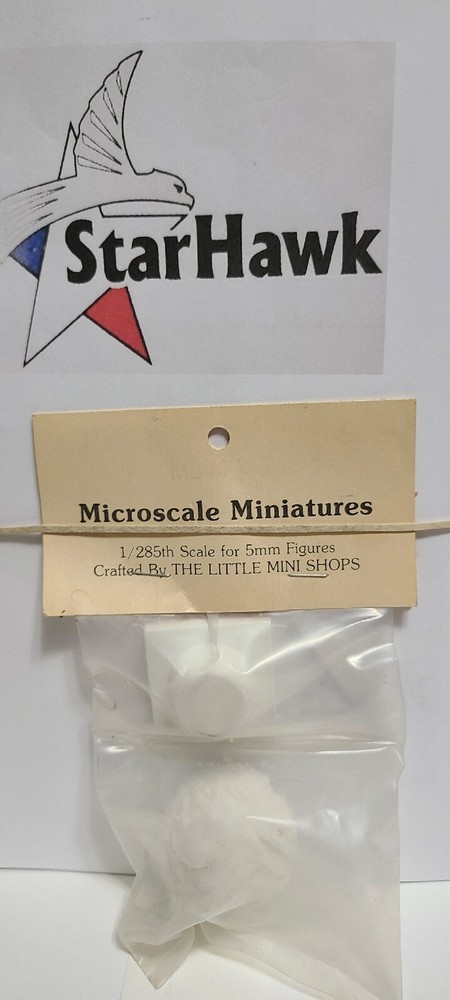 StarHawk
Microscale Miniatures
1/285th Scale for 5mm Figures
Crafted By THE LITTLE MINI SHOPS